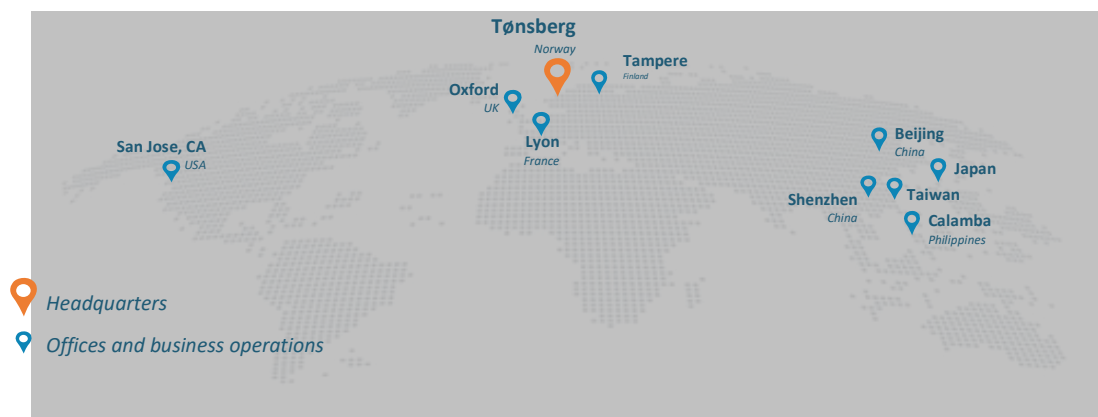 Tønsberg
Norway
Tampere
Finland
Oxford
UK
Lyon
France
San Jose, CA
USA
Beijing
China
Japan
Shenzhen
China
Taiwan
Calamba
Philippines
Headquarters
Offices and business operations